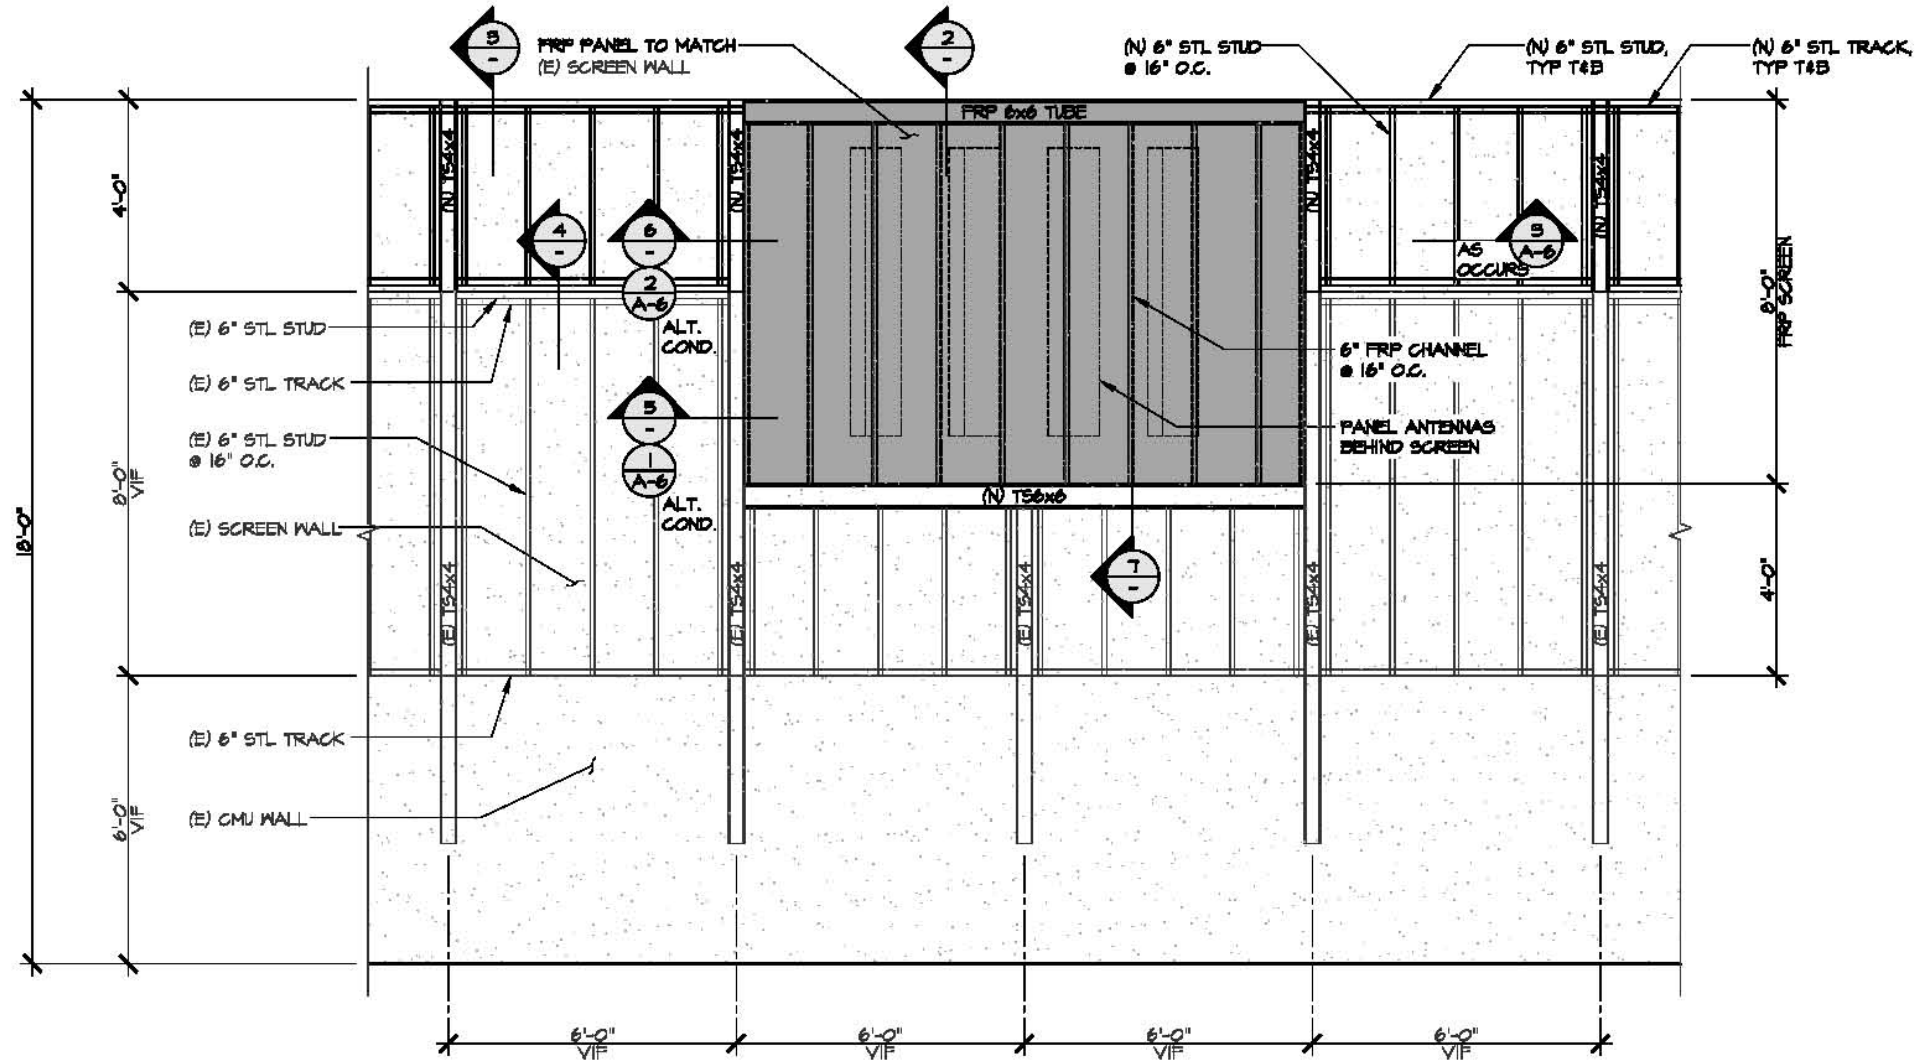 3
-
FRP PANEL TO MATCH
(E) SCREEN WALL
2
-
(N) 6" STL STUD
@ 16" O.C.
(N) 6" STL STUD,
TYP T&B
(N) 6" STL TRACK,
TYP T&B
FRP 6x6 TUBE
4'-0"
(N) TS4x4
(N) TS4x4
(N) TS4x4
(N) TS4x4
4
-
6
-
2
A-6
ALT.
COND.
AS
OCCURS
A-6
8'-0"
FRP SCREEN
(E) 6" STL STUD
(E) 6" STL TRACK
6" FRP CHANNEL
@ 16" O.C.
5
-
1
A-6
ALT.
COND.
PANEL ANTENNAS
BEHIND SCREEN
(E) 6" STL STUD
@ 16" O.C.
8'-0"
VIF
(N) TS6x6
18'-0"
(E) SCREEN WALL
7
-
(E) TS4x4
(E) TS4x4
(E) TS4x4
(E) TS4x4
(E) TS4x4
4'-0"
(E) 6" STL TRACK
(E) CMU WALL
6'-0"
VIF
6'-0"
VIF
6'-0"
VIF
6'-0"
VIF
6'-0"
VIF